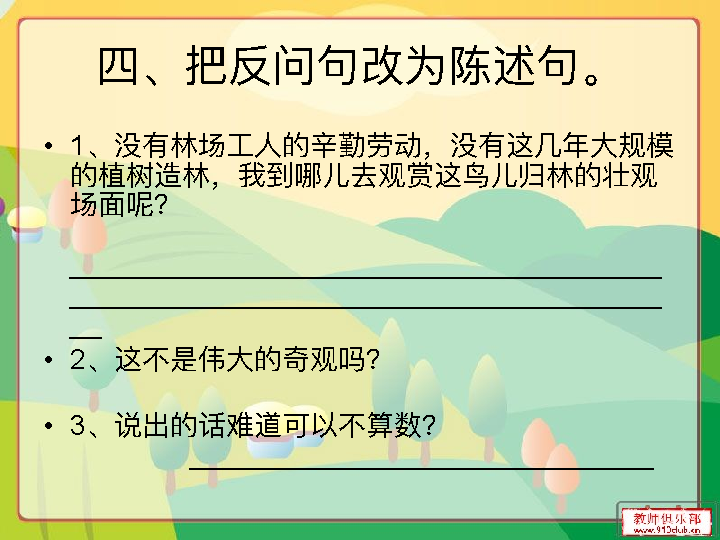 四、把反问句改为陈述句。
• 1、没有林场工人的辛勤劳动，没有这几年大规模
的植树造林，我到哪儿去观赏这鸟儿归林的壮观
场面呢?
• 2、这不是伟大的奇观吗?
• 3、说出的话难道可以不算数?
教师俱乐部
www.910club.cn